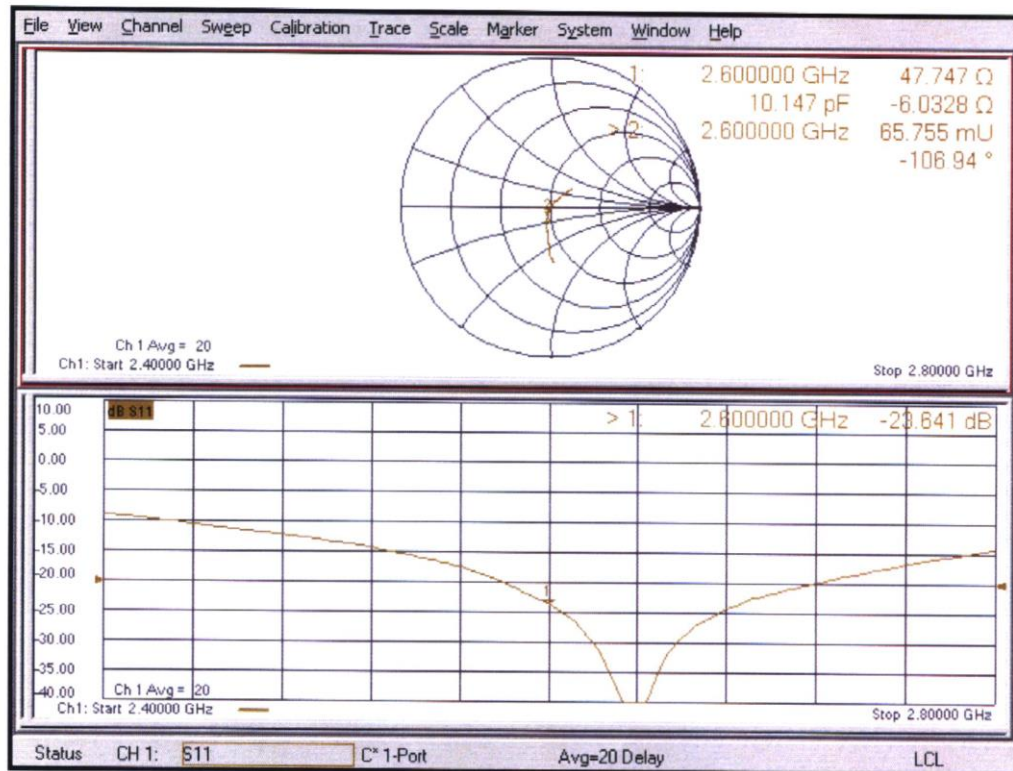 File View Channel Sweep Calibration Trace Scale Marker System Window Help
1: 2.600000 GHz 47.747 Ω
10.147 pF -6.0328 Ω
> 2: 2.600000 GHz 65.755 mU
-106.94 °
2
Ch 1 Avg = 20
Ch1: Start 2.40000 GHz Stop 2.80000 GHz
dB S11
> 1: 2.600000 GHz -23.641 dB
10.00
5.00
0.00
-5.00
-10.00
-15.00
-20.00
-25.00
-30.00
-35.00
-40.00
1
Ch 1 Avg = 20
Ch1: Start 2.40000 GHz Stop 2.80000 GHz
Status CH 1: S11 C* 1-Port Avg=20 Delay LCL